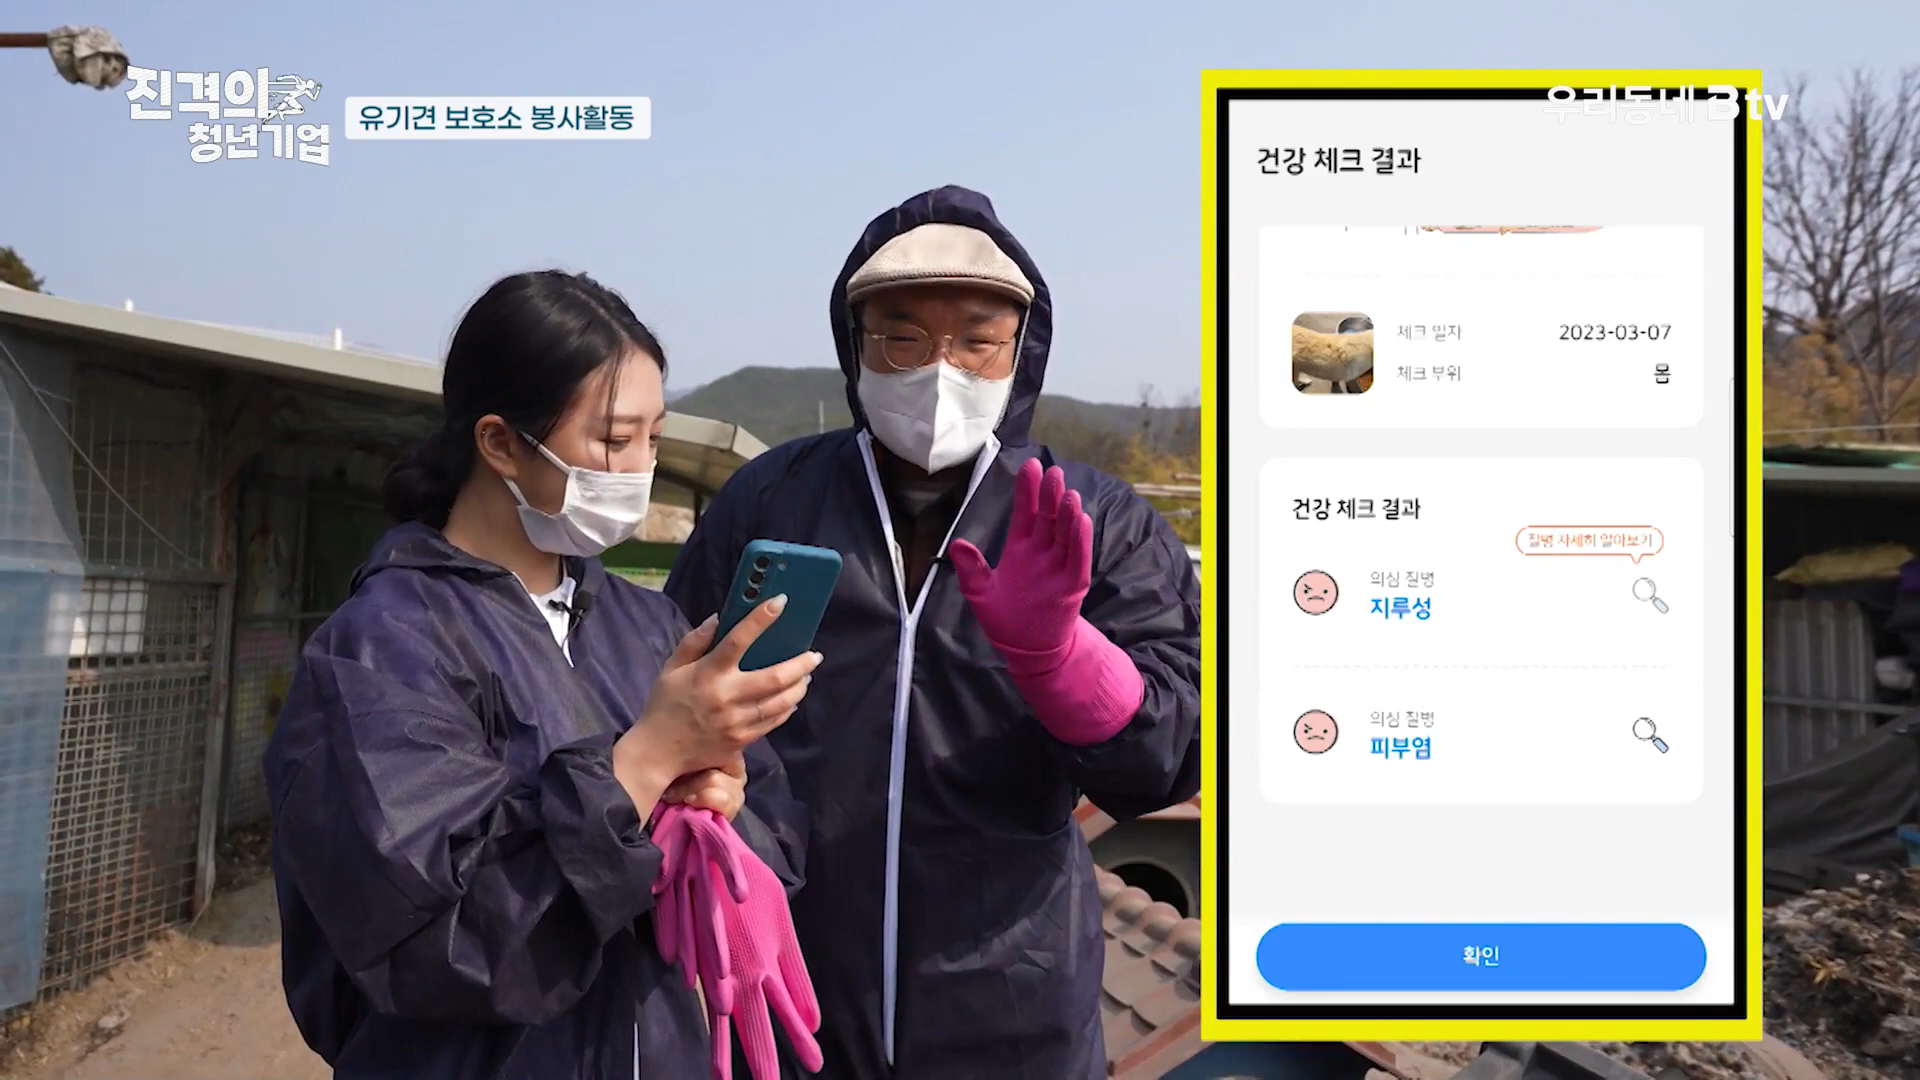 진격의
청년기업
유기견 보호소 봉사활동
우리동네 B tv
건강 체크 결과
체크 일자 2023-03-07
체크 부위 몸
건강 체크 결과
질병 자세히 알아보기
의심 질병
지루성
의심 질병
피부염
확인